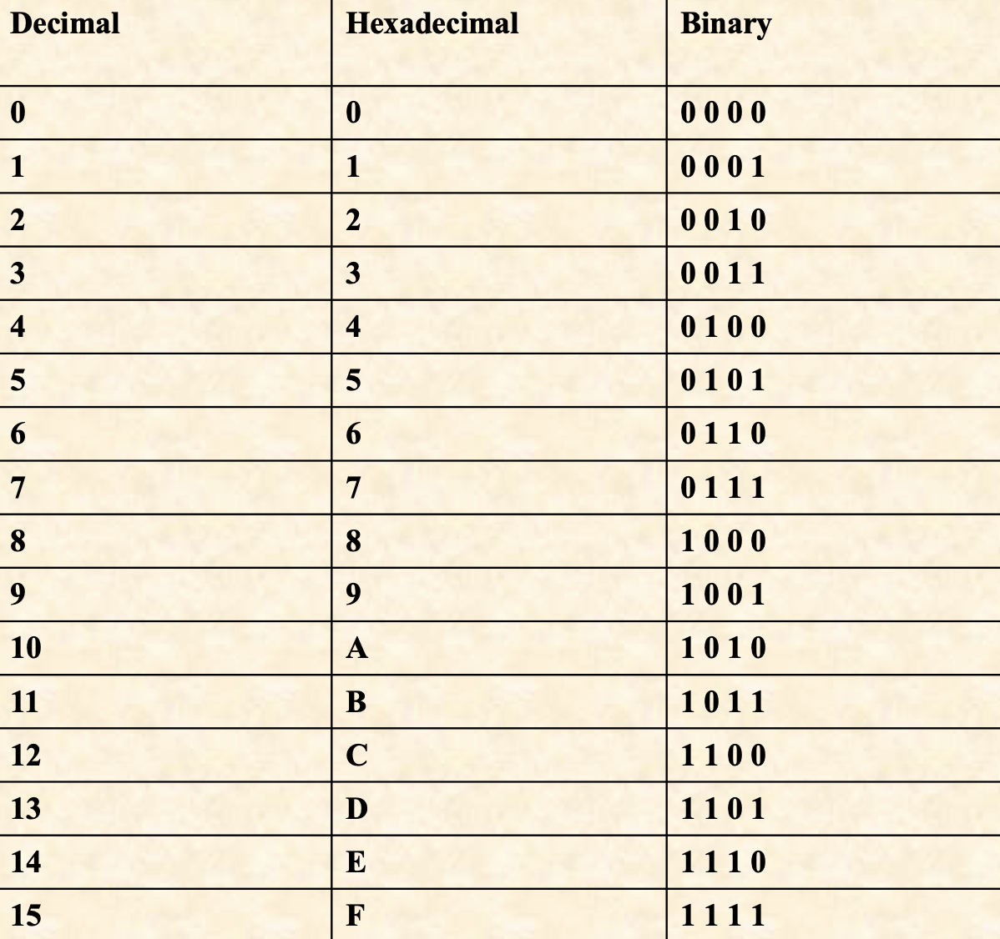 Decimal Hexadecimal Binary
0 0 0 0 0 0
1 1 0 0 0 1
2 2 0 0 1 0
3 3 0 0 1 1
4 4 0 1 0 0
5 5 0 1 0 1
6 6 0 1 1 0
7 7 0 1 1 1
8 8 1 0 0 0
9 9 1 0 0 1
10 A 1 0 1 0
11 B 1 0 1 1
12 C 1 1 0 0
13 D 1 1 0 1
14 E 1 1 1 0
15 F 1 1 1 1